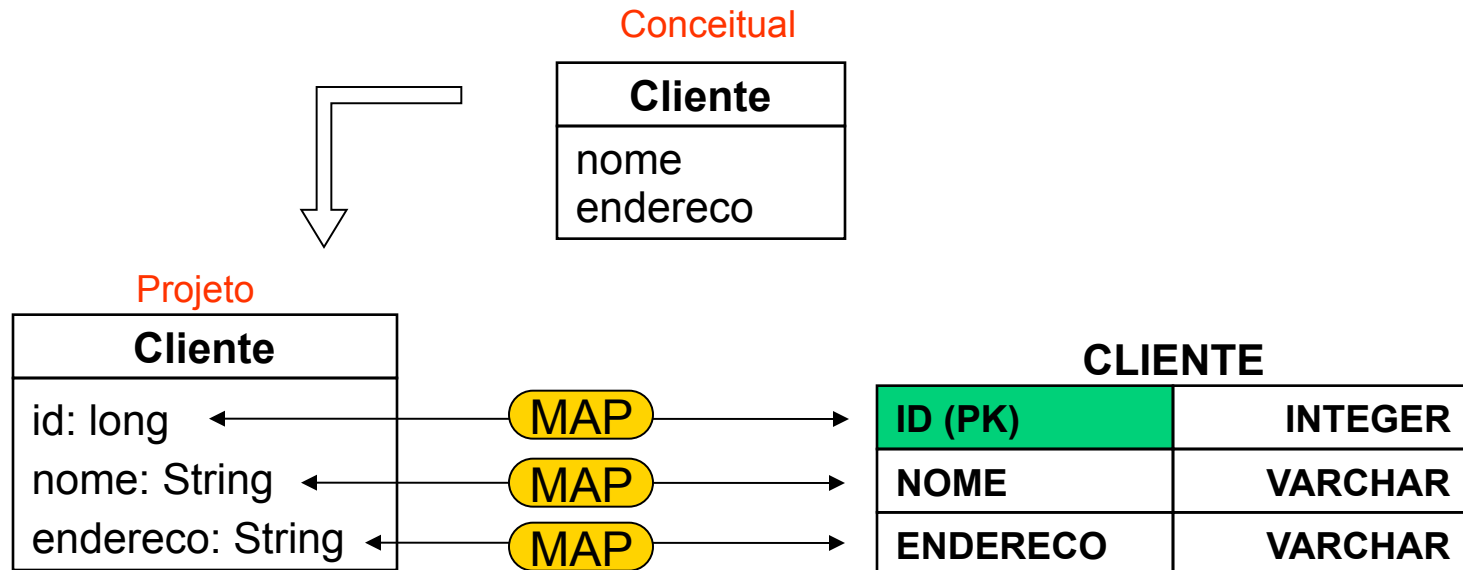 Conceitual
Cliente
nome
endereco
Projeto
Cliente
CLIENTE
id: long MAP ID (PK) INTEGER
nome: String MAP NOME VARCHAR
endereco: String MAP ENDERECO VARCHAR